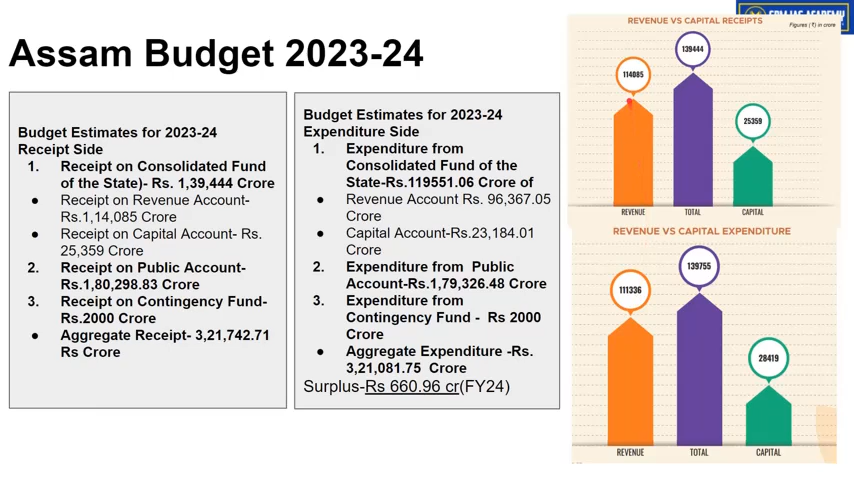 Assam Budget 2023-24
Budget Estimates for 2023-24
Receipt Side
1. Receipt on Consolidated Fund
of the State)- Rs. 1,39,444 Crore
● Receipt on Revenue Account-
Rs.1,14,085 Crore
● Receipt on Capital Account- Rs.
25,359 Crore
2. Receipt on Public Account-
Rs.1,80,298.83 Crore
3. Receipt on Contingency Fund-
Rs.2000 Crore
● Aggregate Receipt- 3,21,742.71
Rs Crore
Budget Estimates for 2023-24
Expenditure Side
1. Expenditure from
Consolidated Fund of the
State-Rs.119551.06 Crore of
● Revenue Account Rs. 96,367.05
Crore
● Capital Account-Rs.23,184.01
Crore
2. Expenditure from Public
Account-Rs.1,79,326.48 Crore
3. Expenditure from
Contingency Fund - Rs 2000
Crore
● Aggregate Expenditure -Rs.
3,21,081.75 Crore
Surplus-Rs 660.96 cr(FY24)
REVENUE VS CAPITAL RECEIPTS
Figures (₹) in crore
114085
139444
25359
REVENUE
TOTAL
CAPITAL
REVENUE VS CAPITAL EXPENDITURE
111336
139755
28419
REVENUE
TOTAL
CAPITAL